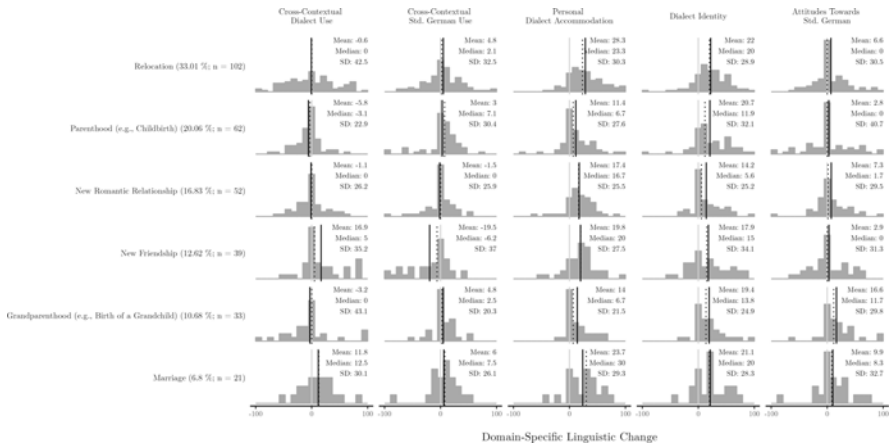 Cross-Contextual
Dialect Use
Cross-Contextual
Std. German Use
Personal
Dialect Accommodation
Dialect Identity
Attitudes Towards
Std. German
Relocation (33.01 %; n = 102)
Mean: -0.6
Median: 0
SD: 42.5
Mean: 4.8
Median: 2.1
SD: 32.5
Mean: 28.3
Median: 23.3
SD: 30.3
Mean: 22
Median: 20
SD: 28.9
Mean: 6.6
Median: 0
SD: 30.5
Parenthood (e.g., Childbirth) (20.06 %; n = 62)
Mean: -5.8
Median: -3.1
SD: 22.9
Mean: 3
Median: 7.1
SD: 30.4
Mean: 11.4
Median: 6.7
SD: 27.6
Mean: 20.7
Median: 11.9
SD: 32.1
Mean: 2.8
Median: 0
SD: 40.7
New Romantic Relationship (16.83 %; n = 52)
Mean: -1.1
Median: 0
SD: 26.2
Mean: -1.5
Median: 0
SD: 25.9
Mean: 17.4
Median: 16.7
SD: 25.5
Mean: 14.2
Median: 5.6
SD: 25.2
Mean: 7.3
Median: 1.7
SD: 29.5
New Friendship (12.62 %; n = 39)
Mean: 16.9
Median: 5
SD: 35.2
Mean: -19.5
Median: -6.2
SD: 37
Mean: 19.8
Median: 20
SD: 27.5
Mean: 17.9
Median: 15
SD: 34.1
Mean: 2.9
Median: 0
SD: 31.3
Grandparenthood (e.g., Birth of a Grandchild) (10.68 %; n = 33)
Mean: -3.2
Median: 0
SD: 43.1
Mean: 4.8
Median: 2.5
SD: 20.3
Mean: 14
Median: 6.7
SD: 21.5
Mean: 19.4
Median: 13.8
SD: 24.9
Mean: 16.6
Median: 11.7
SD: 29.8
Marriage (6.8 %; n = 21)
Mean: 11.8
Median: 12.5
SD: 30.1
Mean: 6
Median: 7.5
SD: 26.1
Mean: 23.7
Median: 30
SD: 29.3
Mean: 21.1
Median: 20
SD: 28.3
Mean: 9.9
Median: 8.3
SD: 32.7
-100 0 100
-100 0 100
-100 0 100
-100 0 100
-100 0 100
Domain-Specific Linguistic Change